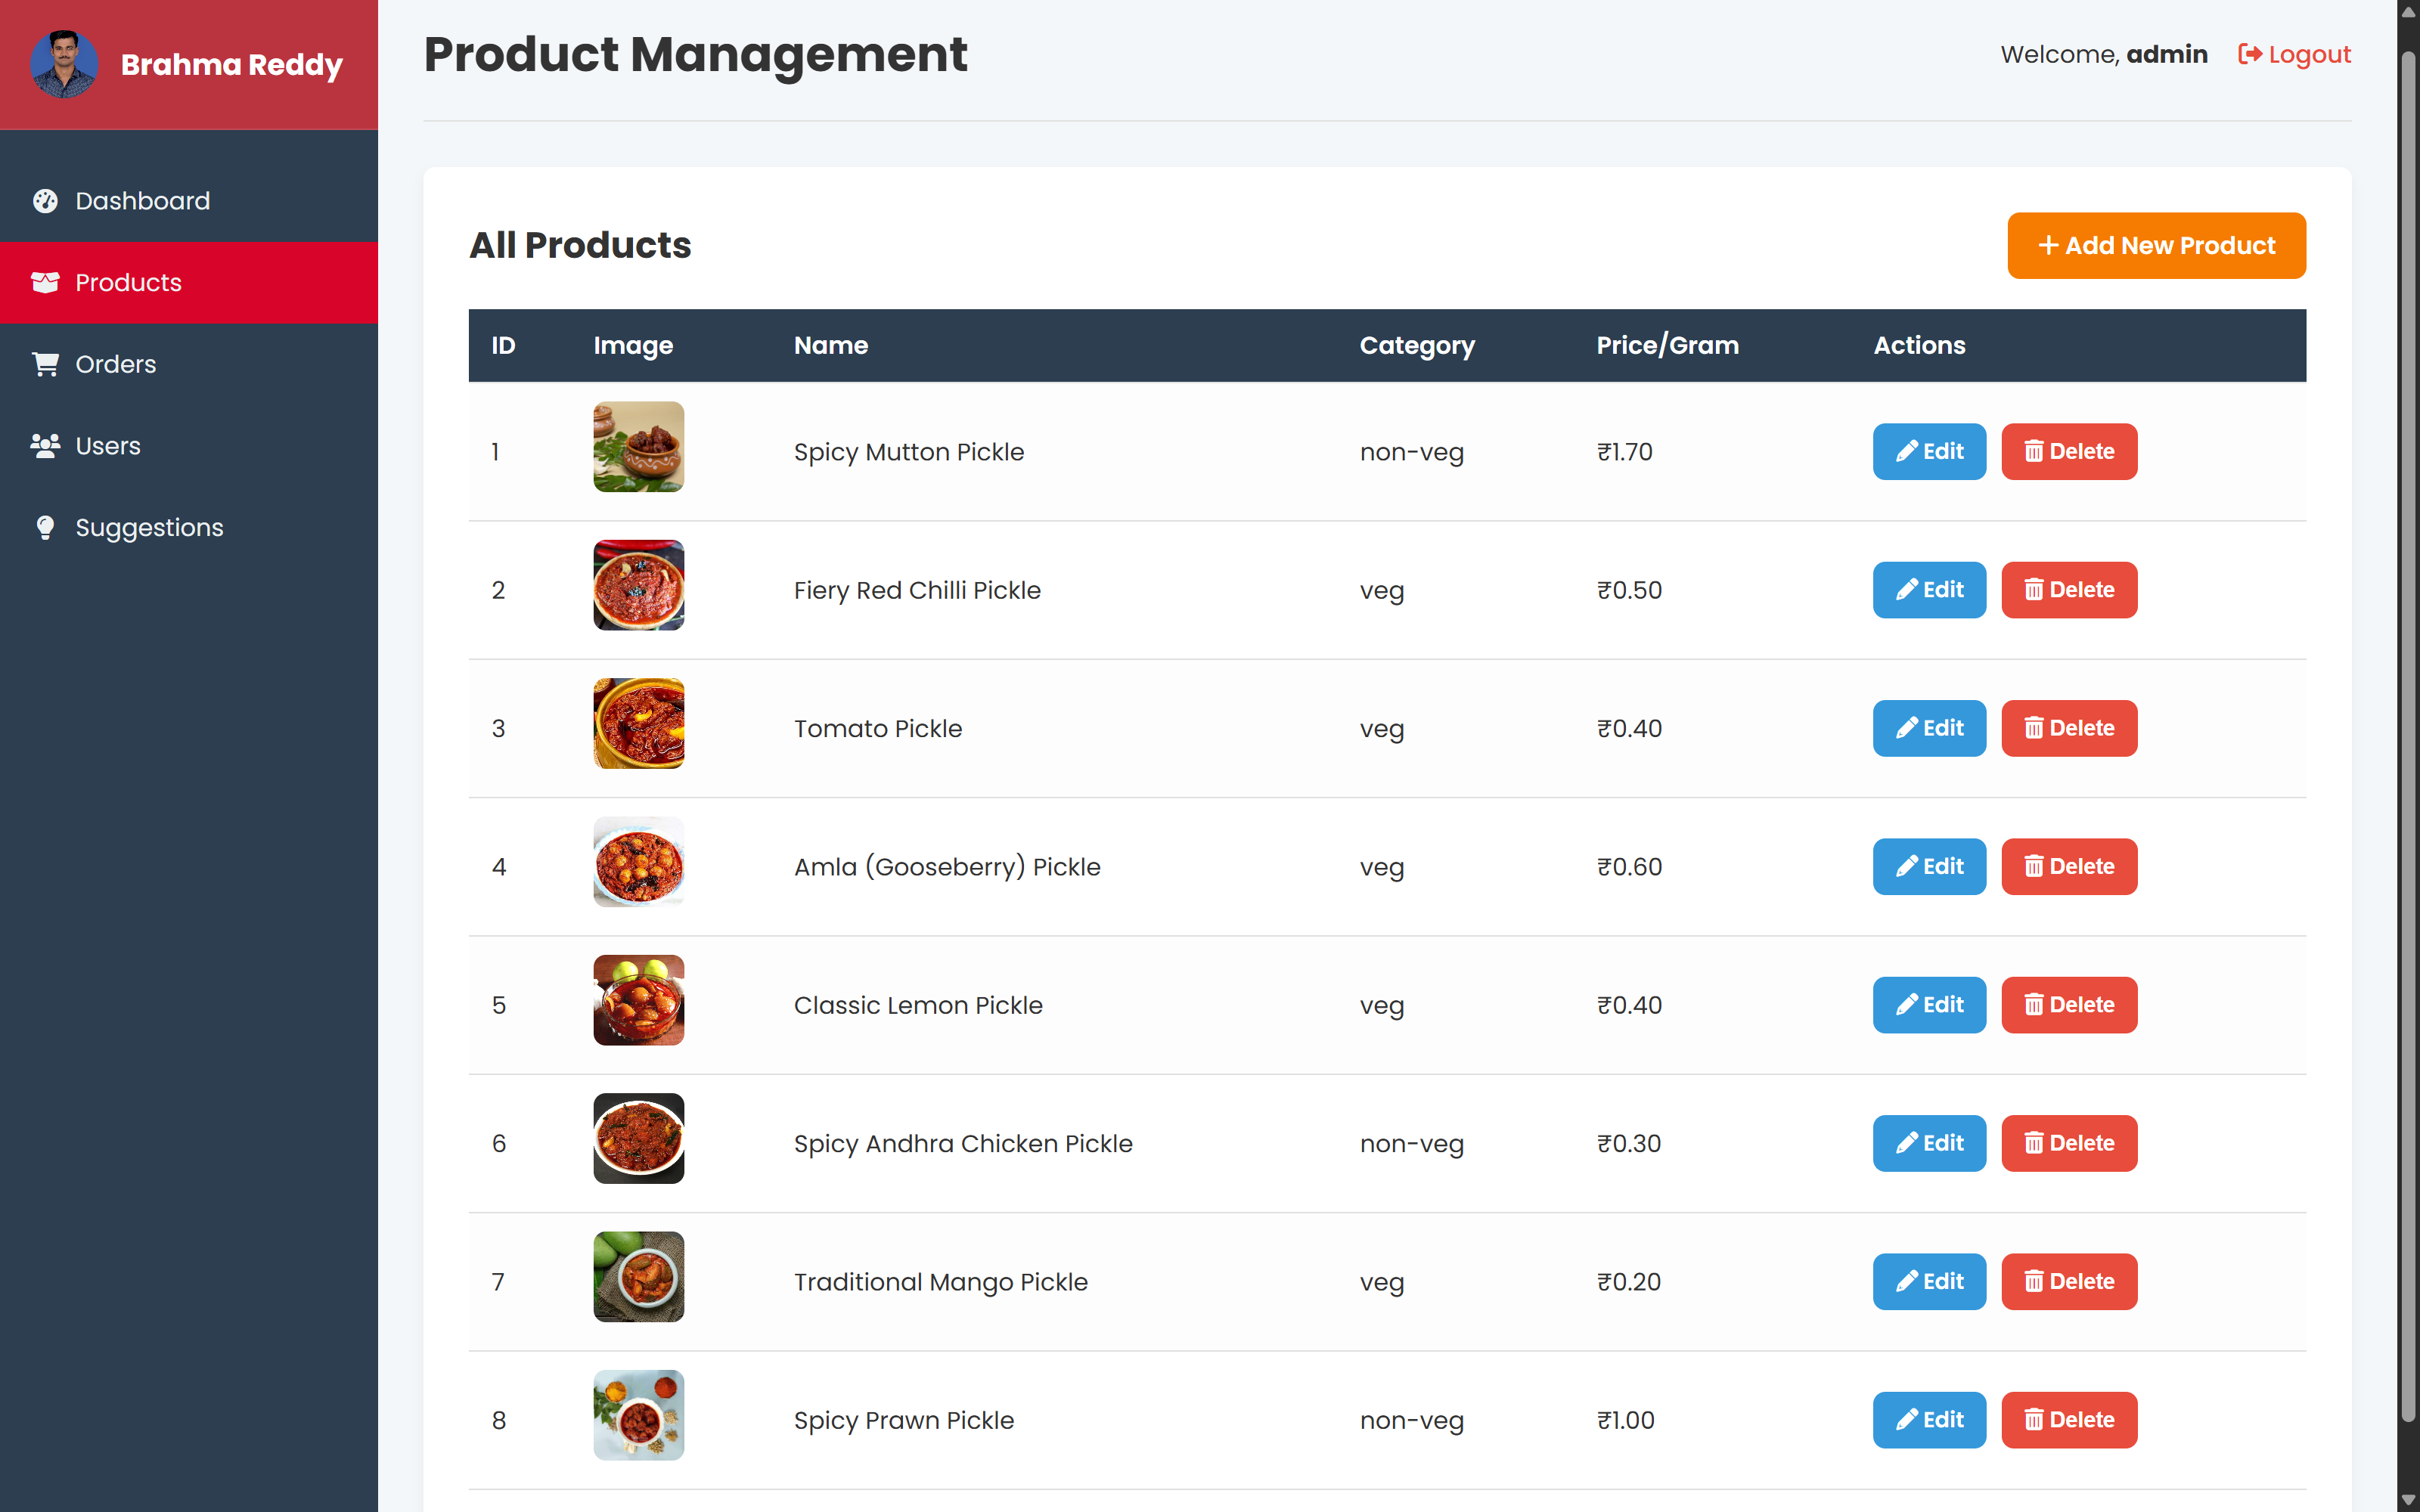 Brahma Reddy
Dashboard
Products
Orders
Users
Suggestions
Product Management
Welcome, admin Logout
All Products
Add New Product
ID Image Name Category Price/Gram Actions
1 Spicy Mutton Pickle non-veg ₹1.70 Edit Delete
2 Fiery Red Chilli Pickle veg ₹0.50 Edit Delete
3 Tomato Pickle veg ₹0.40 Edit Delete
4 Amla (Gooseberry) Pickle veg ₹0.60 Edit Delete
5 Classic Lemon Pickle veg ₹0.40 Edit Delete
6 Spicy Andhra Chicken Pickle non-veg ₹0.30 Edit Delete
7 Traditional Mango Pickle veg ₹0.20 Edit Delete
8 Spicy Prawn Pickle non-veg ₹1.00 Edit Delete